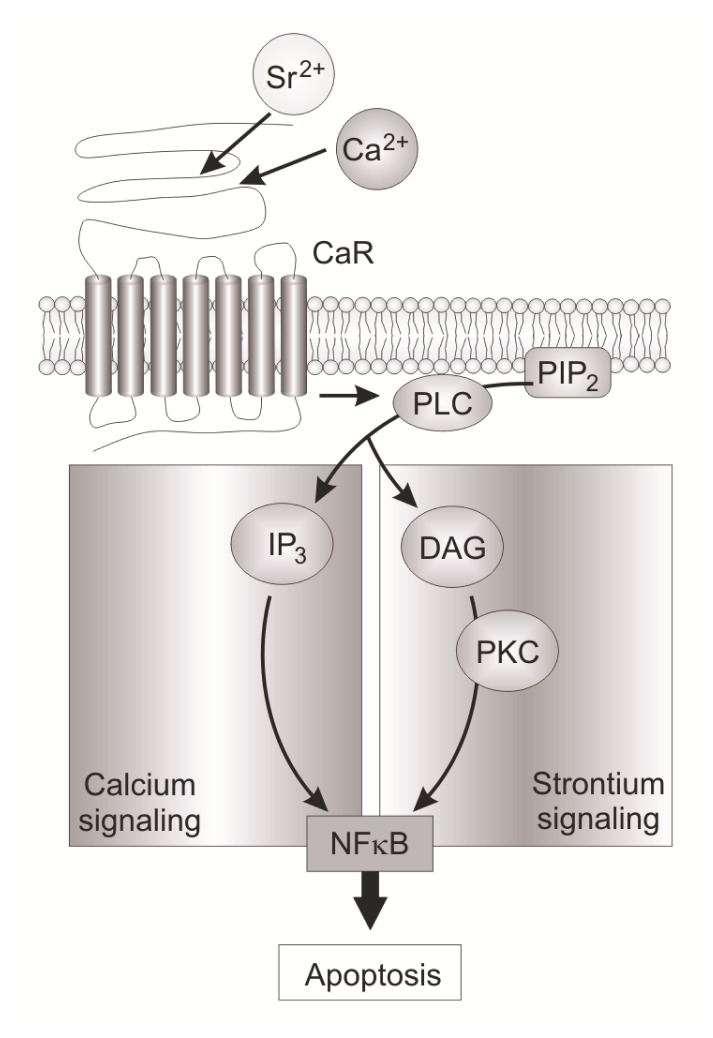 Sr²⁺
Ca²⁺
CaR
PIP₂
PLC
IP₃
DAG
PKC
Calcium
signaling
Strontium
signaling
NFκB
Apoptosis